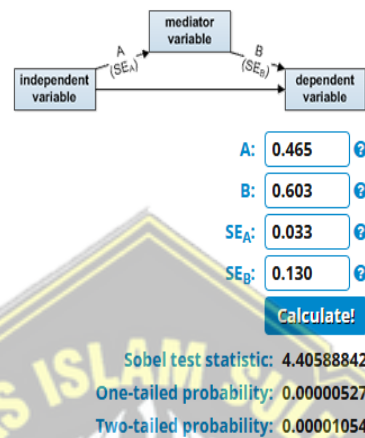 mediator
variable
A
(SEA)
B
(SEB)
independent
variable
dependent
variable
A: 0.465
B: 0.603
SEA: 0.033
SEB: 0.130
Calculate!
Sobel test statistic: 4.40588842
One-tailed probability: 0.00000527
Two-tailed probability: 0.00001054
S ISLAM